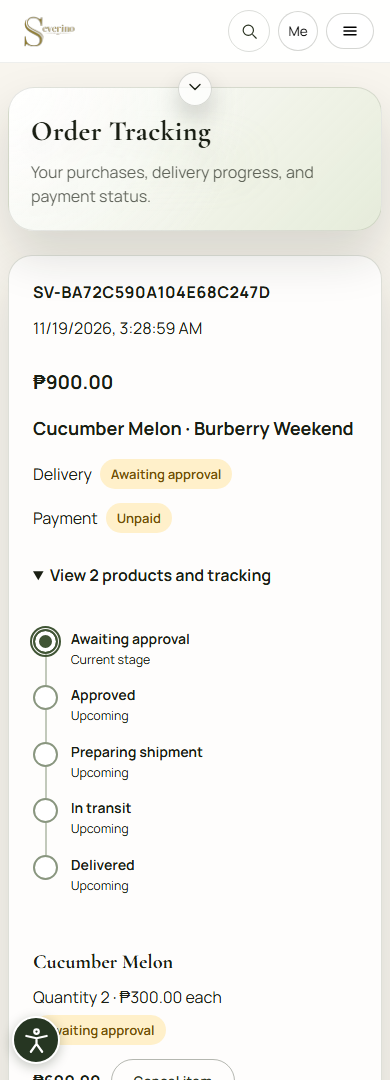 Severino
Me
Order Tracking
Your purchases, delivery progress, and
payment status.
SV-BA72C590A104E68C247D
11/19/2026, 3:28:59 AM
₱900.00
Cucumber Melon · Burberry Weekend
Delivery Awaiting approval
Payment Unpaid
▼ View 2 products and tracking
Awaiting approval
Current stage
Approved
Upcoming
Preparing shipment
Upcoming
In transit
Upcoming
Delivered
Upcoming
Cucumber Melon
Quantity 2 · ₱300.00 each
waiting approval
₱600.00 Cancel item